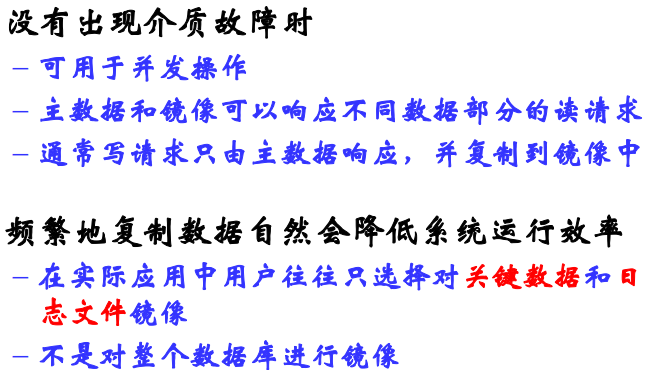 没有出现介质故障时
– 可用于并发操作
– 主数据和镜像可以响应不同数据部分的读请求
– 通常写请求只由主数据响应，并复制到镜像中
频繁地复制数据自然会降低系统运行效率
– 在实际应用中用户往往只选择对关键数据和日
志文件镜像
– 不是对整个数据库进行镜像